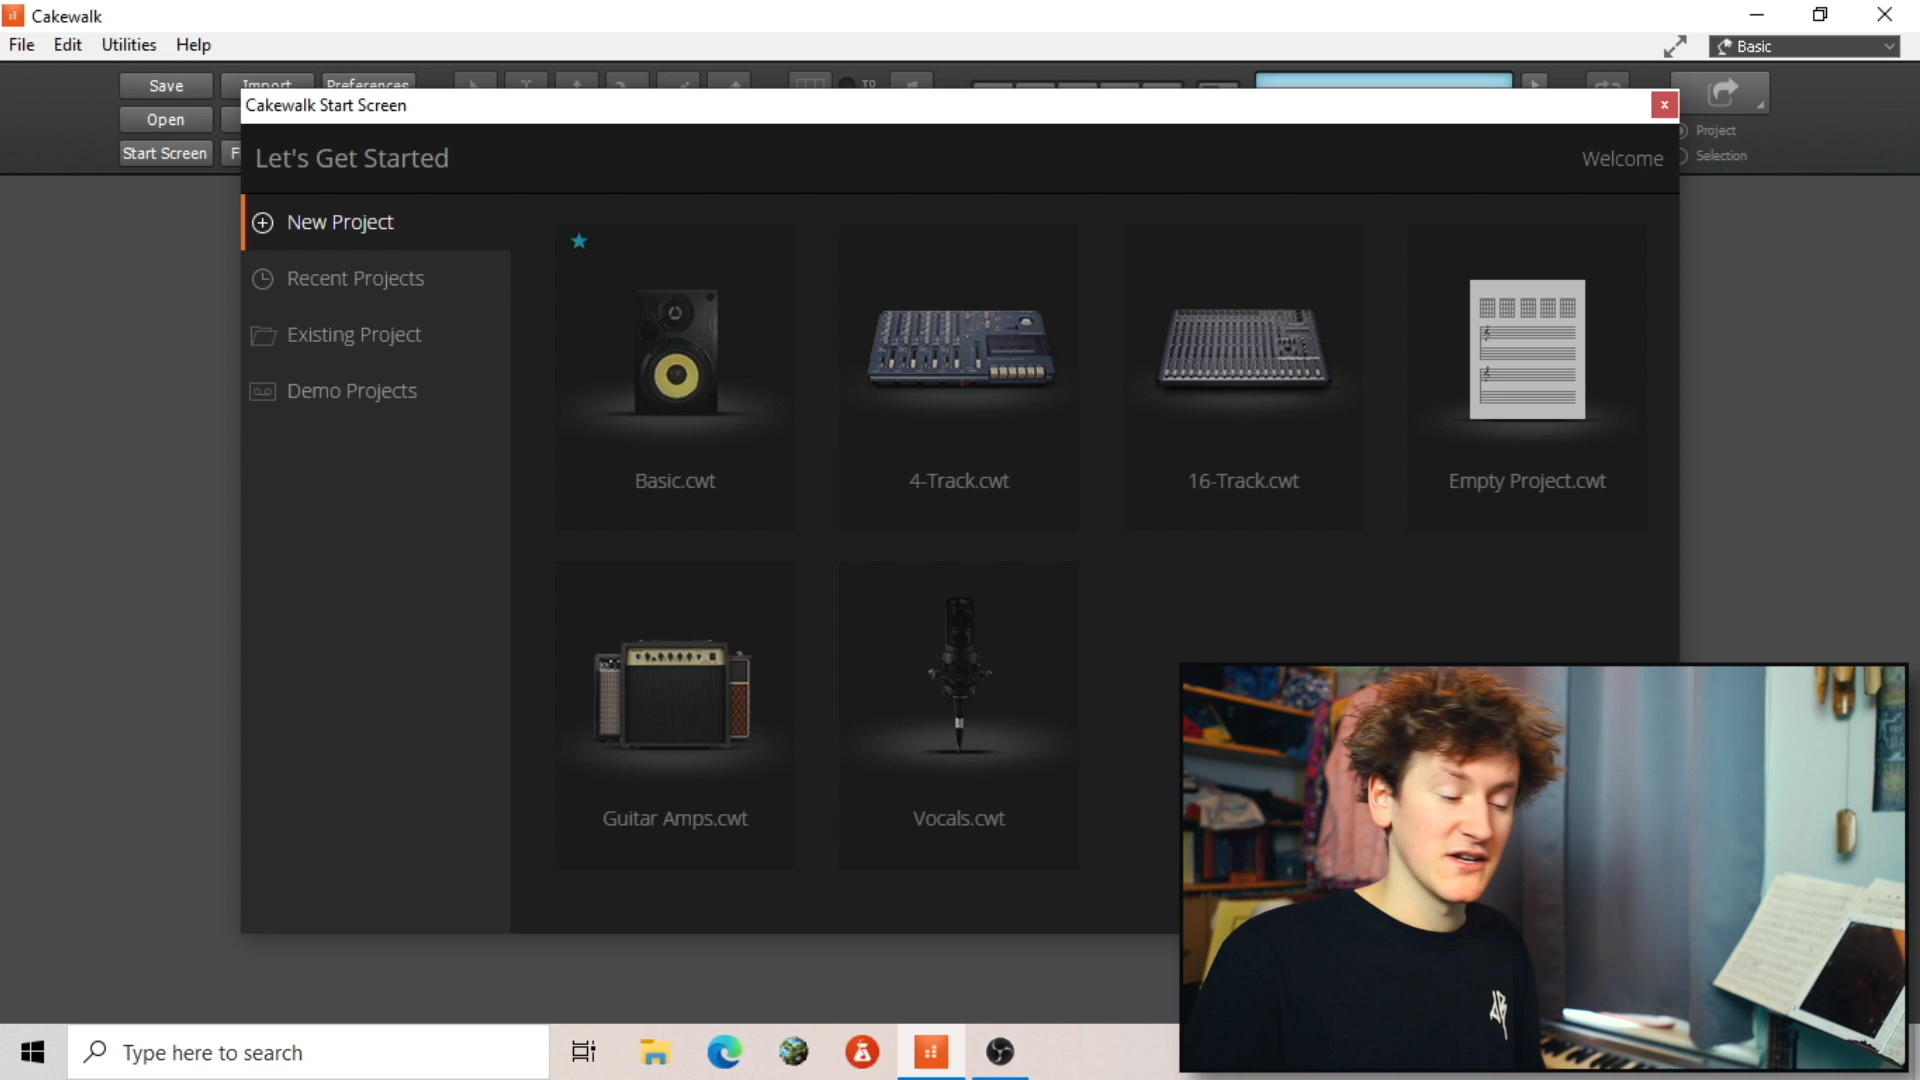 Cakewalk
File Edit Utilities Help
Basic
Save Import Preferences
TO
Cakewalk Start Screen
x
Open
Project
Start Screen F
Let's Get Started
Welcome
Selection
New Project
Recent Projects
Existing Project
Demo Projects
Basic.cwt
4-Track.cwt
16-Track.cwt
Empty Project.cwt
Guitar Amps.cwt
Vocals.cwt
Type here to search